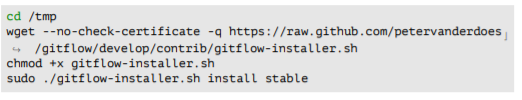 cd /tmp
wget --no-check-certificate -q https://raw.github.com/petervanderdoes
↪ /gitflow/develop/contrib/gitflow-installer.sh
chmod +x gitflow-installer.sh
sudo ./gitflow-installer.sh install stable